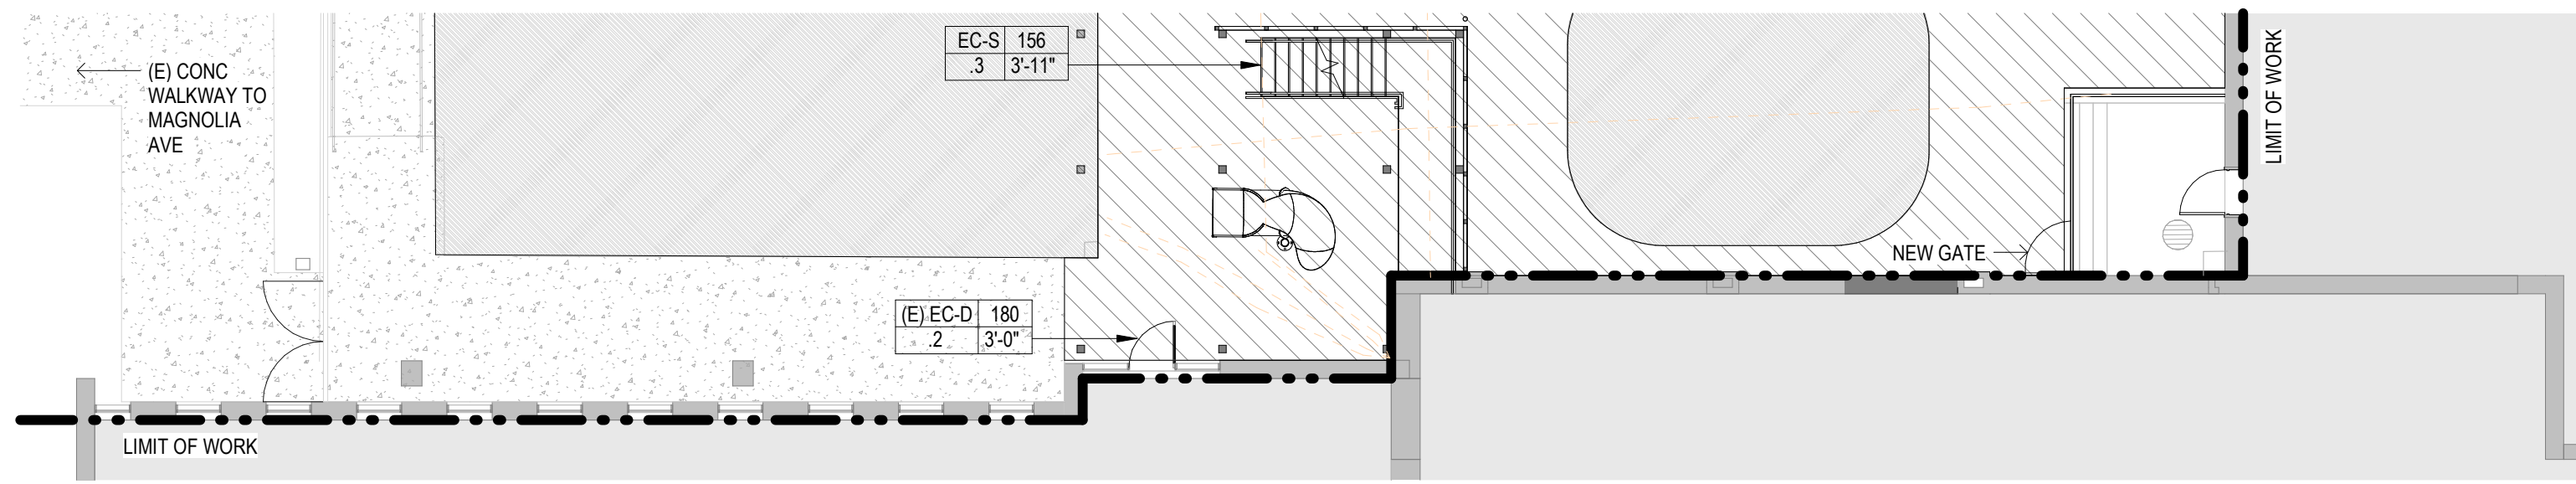 (E) CONC
WALKWAY TO
MAGNOLIA
AVE
EC-S 156
.3 3'-11"
LIMIT OF WORK
NEW GATE
(E) EC-D 180
.2 3'-0"
LIMIT OF WORK